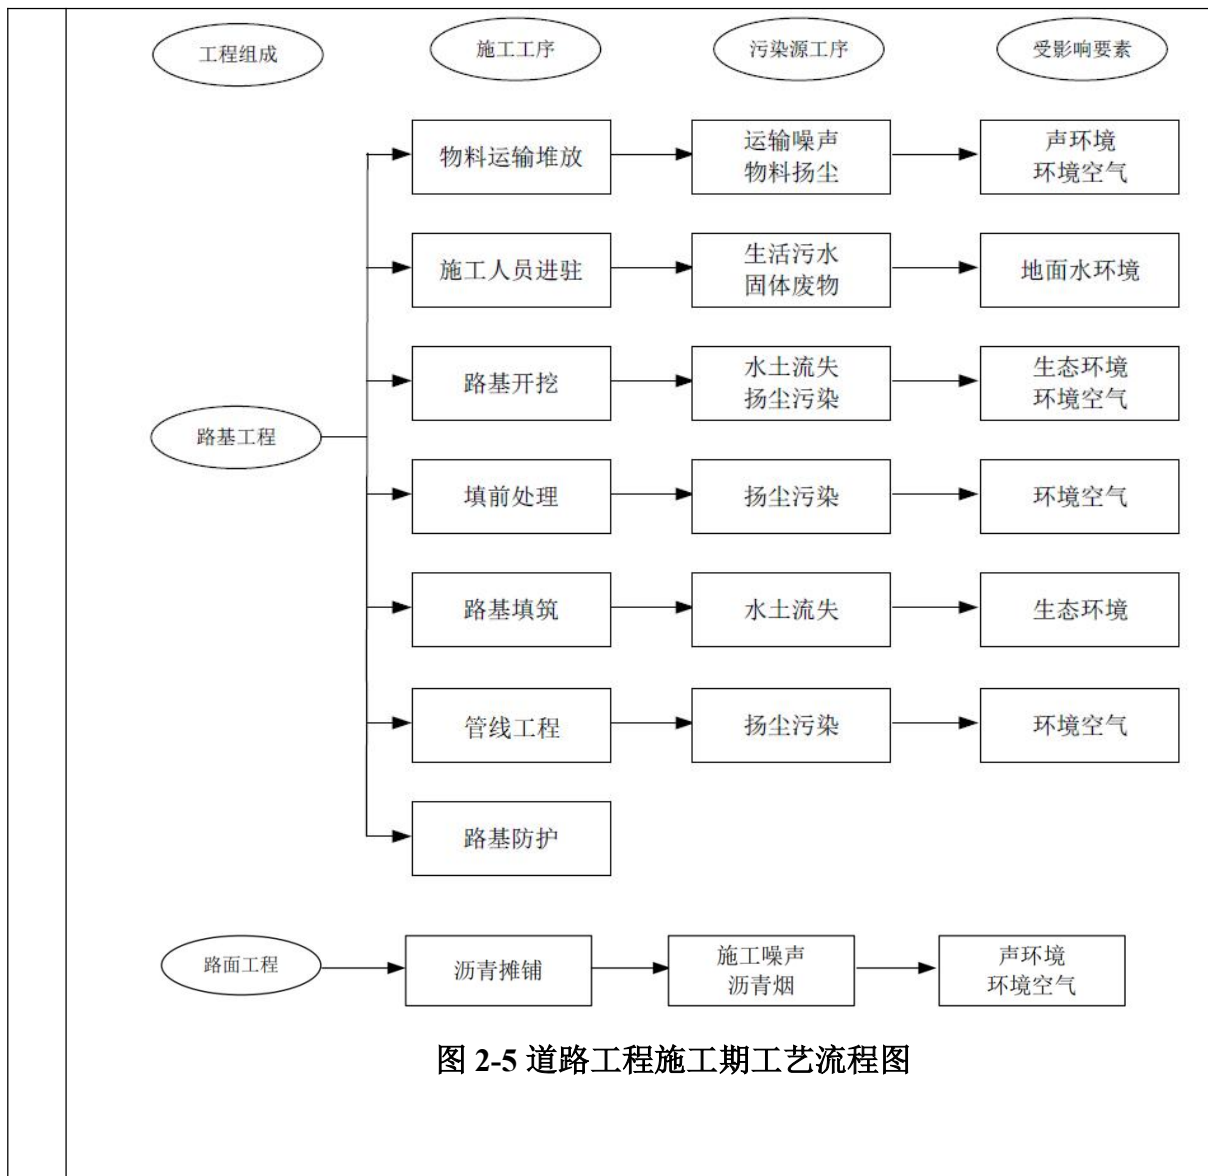 工程组成
施工工序
污染源工序
受影响要素
物料运输堆放
运输噪声
物料扬尘
声环境
环境空气
施工人员进驻
生活污水
固体废物
地面水环境
路基开挖
水土流失
扬尘污染
生态环境
环境空气
路基工程
填前处理
扬尘污染
环境空气
路基填筑
水土流失
生态环境
管线工程
扬尘污染
环境空气
路基防护
路面工程
沥青摊铺
施工噪声
沥青烟
声环境
环境空气
图 2-5 道路工程施工期工艺流程图